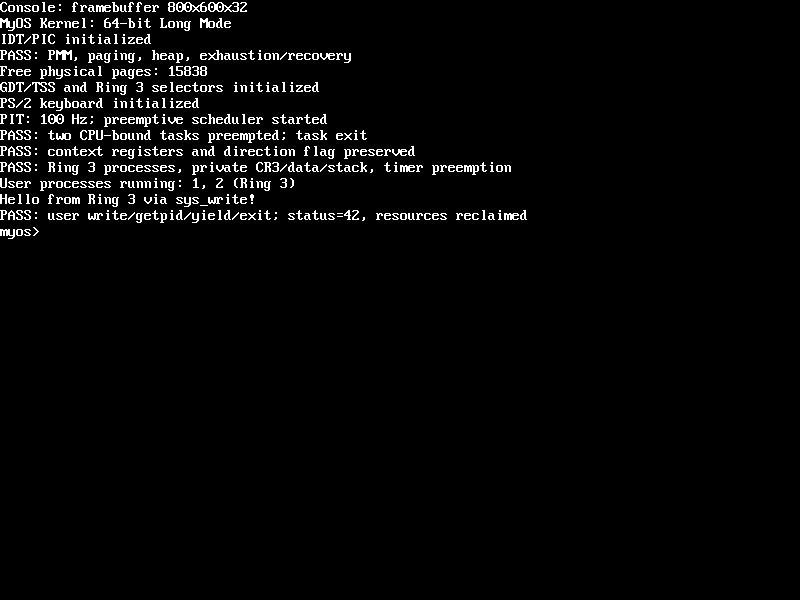 Console: framebuffer 800x600x32
MyOS Kernel: 64-bit Long Mode
IDT/PIC initialized
PASS: PMM, paging, heap, exhaustion/recovery
Free physical pages: 15838
GDT/TSS and Ring 3 selectors initialized
PS/2 keyboard initialized
PIT: 100 Hz; preemptive scheduler started
PASS: two CPU-bound tasks preempted; task exit
PASS: context registers and direction flag preserved
PASS: Ring 3 processes, private CR3/data/stack, timer preemption
User processes running: 1, 2 (Ring 3)
Hello from Ring 3 via sys_write!
PASS: user write/getpid/yield/exit; status=42, resources reclaimed
myos>